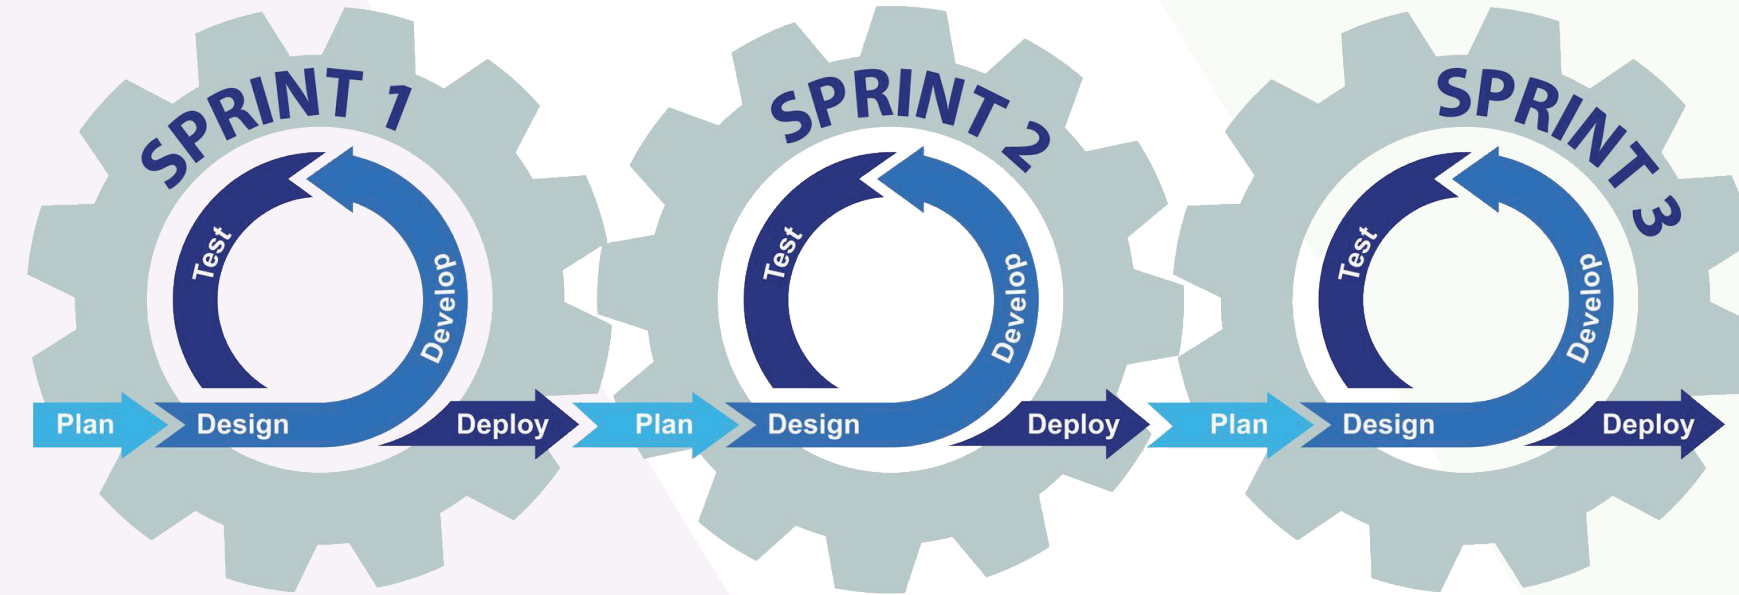 SPRINT 1
Test
Develop
Plan
Design
Deploy
SPRINT 2
Test
Develop
Plan
Design
Deploy
SPRINT 3
Test
Develop
Plan
Design
Deploy